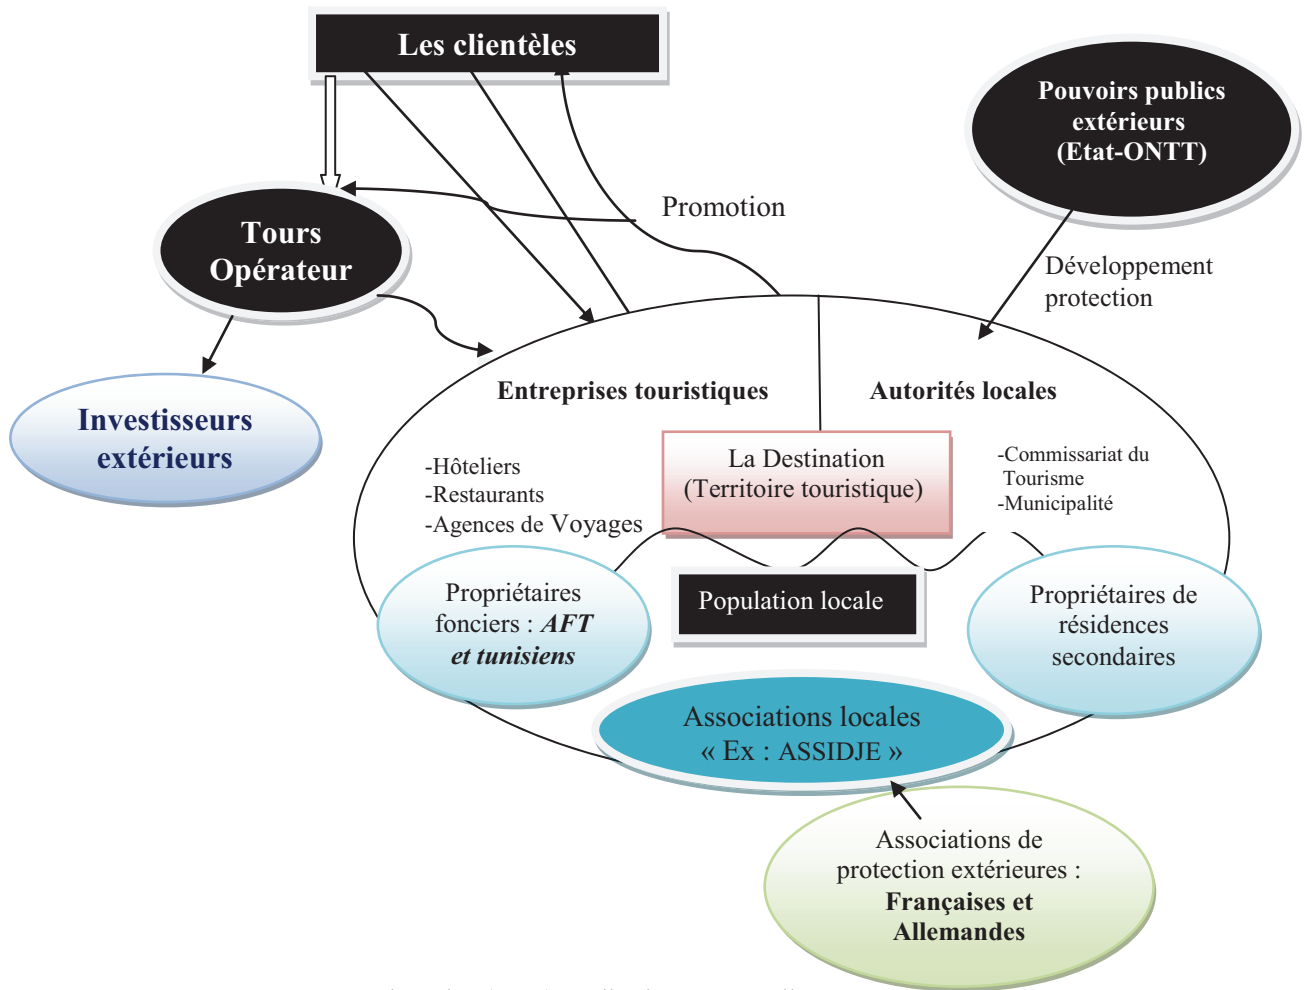 Les clientèles
Pouvoirs publics
extérieurs
(Etat-ONTT)
Promotion
Tours
Opérateur
Développement
protection
Investisseurs
extérieurs
Entreprises touristiques
Autorités locales
-Hôteliers
-Restaurants
-Agences de Voyages
La Destination
(Territoire touristique)
-Commissariat du
Tourisme
-Municipalité
Propriétaires
fonciers : AFT
et tunisiens
Population locale
Propriétaires de
résidences
secondaires
Associations locales
« Ex : ASSIDJE »
Associations de
protection extérieures :
Françaises et
Allemandes